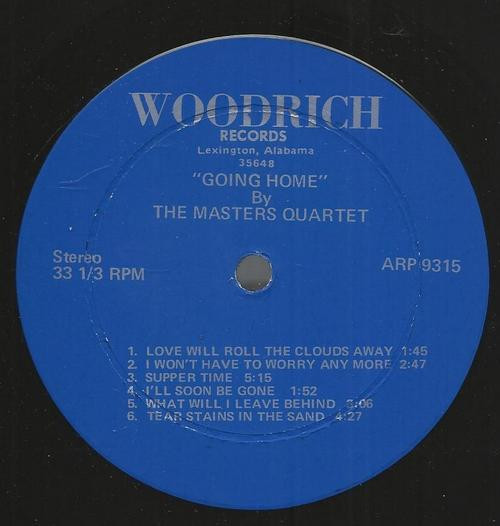 WOODRICH
RECORDS
Lexington, Alabama
35648
"GOING HOME"
By
THE MASTERS QUARTET
Stereo
33 1/3 RPM
ARP 9315
1. LOVE WILL ROLL THE CLOUDS AWAY 1:45
2. I WON'T HAVE TO WORRY ANY MORE 2:47
3. SUPPER TIME 5:15
4. I'LL SOON BE GONE 1:52
5. WHAT WILL I LEAVE BEHIND 3:06
6. TEAR STAINS IN THE SAND 4:27